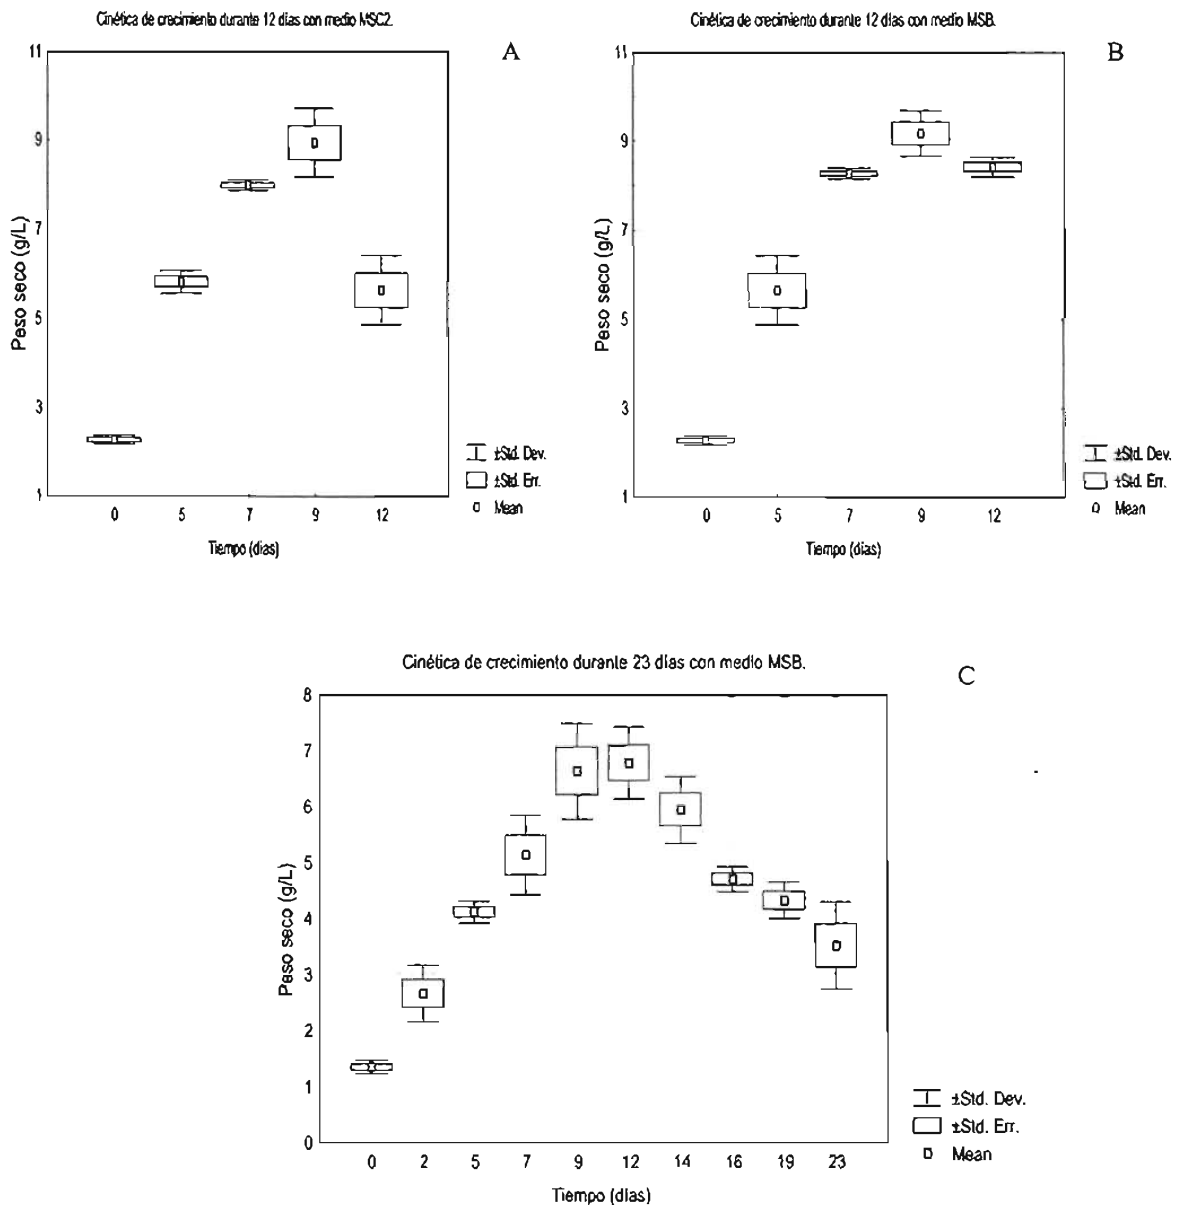 Cinética de crecimiento durante 12 días con medio MSC2.
A
11
9
7
5
3
1
Peso seco (g/L)
0 5 7 9 12
Tiempo (días)
±Std. Dev.
±Std. Err.
Mean
Cinética de crecimiento durante 12 días con medio MSB.
B
11
9
7
5
3
1
Peso seco (g/L)
0 5 7 9 12
Tiempo (días)
±Std. Dev.
±Std. Err.
Mean
Cinética de crecimiento durante 23 días con medio MSB.
C
8
7
6
5
4
3
2
1
0
Peso seco (g/L)
0 2 5 7 9 12 14 16 19 23
Tiempo (días)
±Std. Dev.
±Std. Err.
Mean